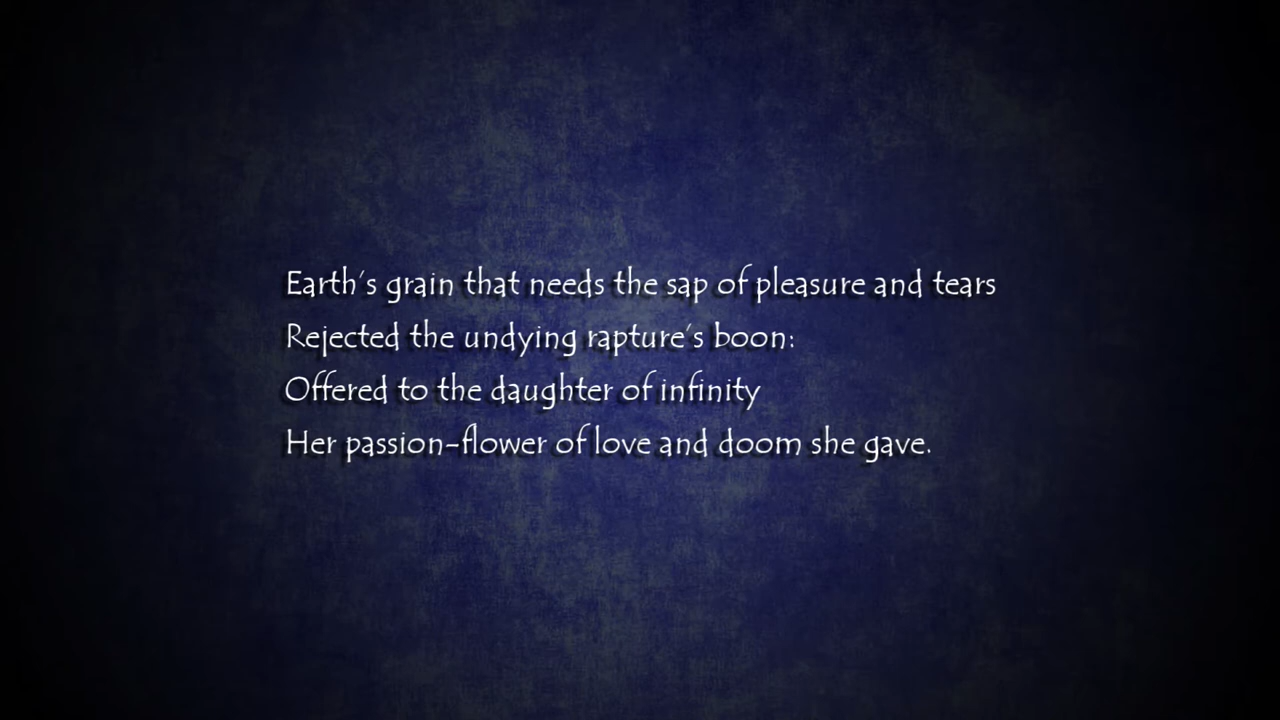 Earth's grain that needs the sap of pleasure and tears
Rejected the undying rapture's boon:
Offered to the daughter of infinity
Her passion-flower of love and doom she gave.